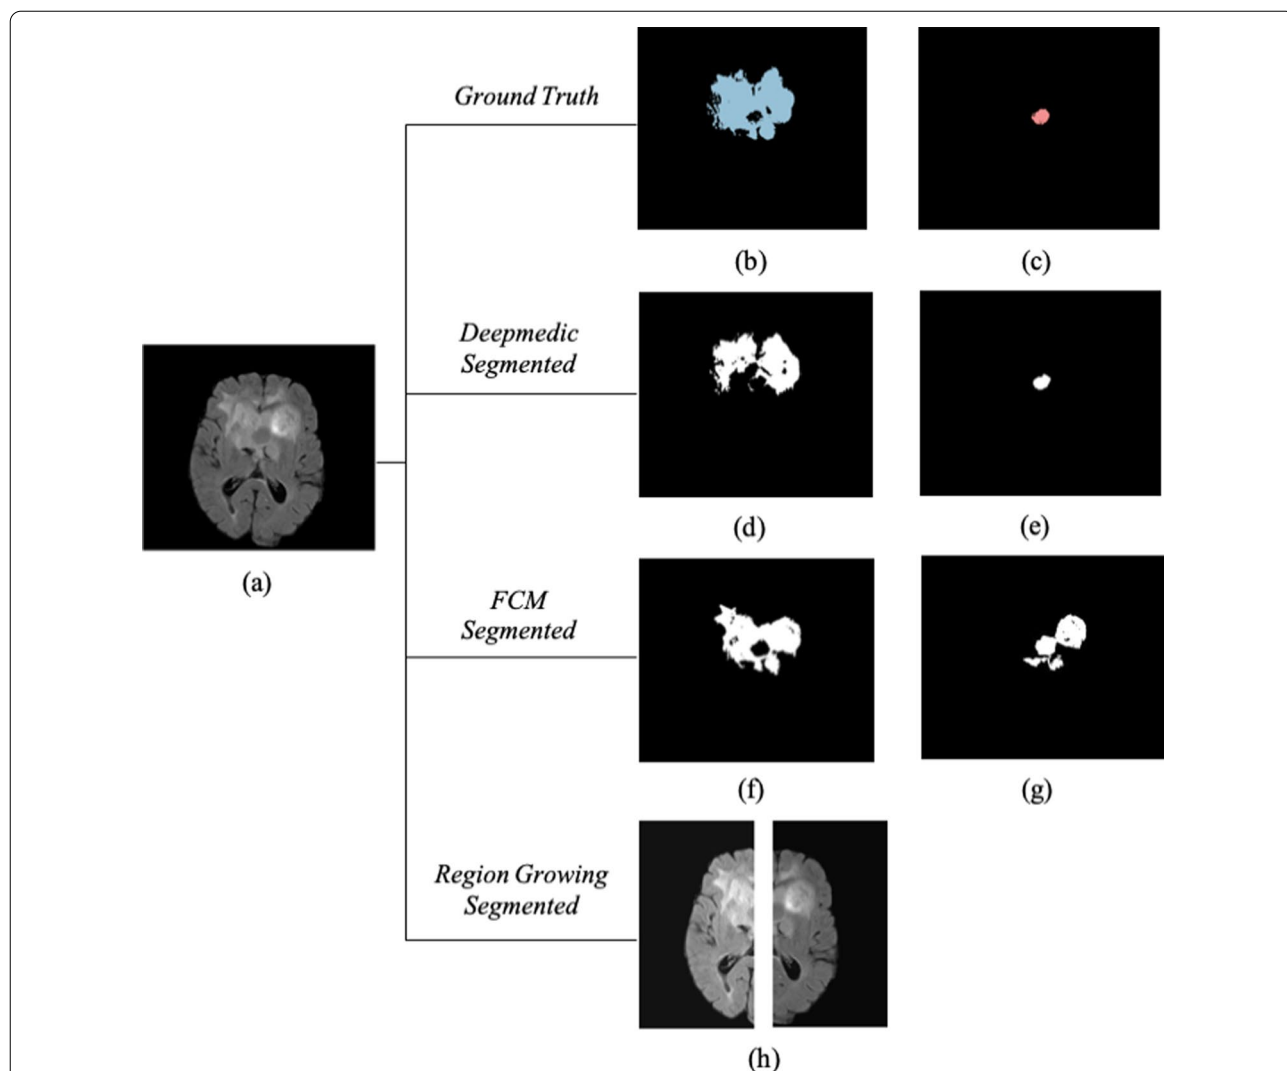 Ground Truth
(b)
(c)
Deepmedic
Segmented
(d)
(e)
(a)
FCM
Segmented
(f)
(g)
Region Growing
Segmented
(h)